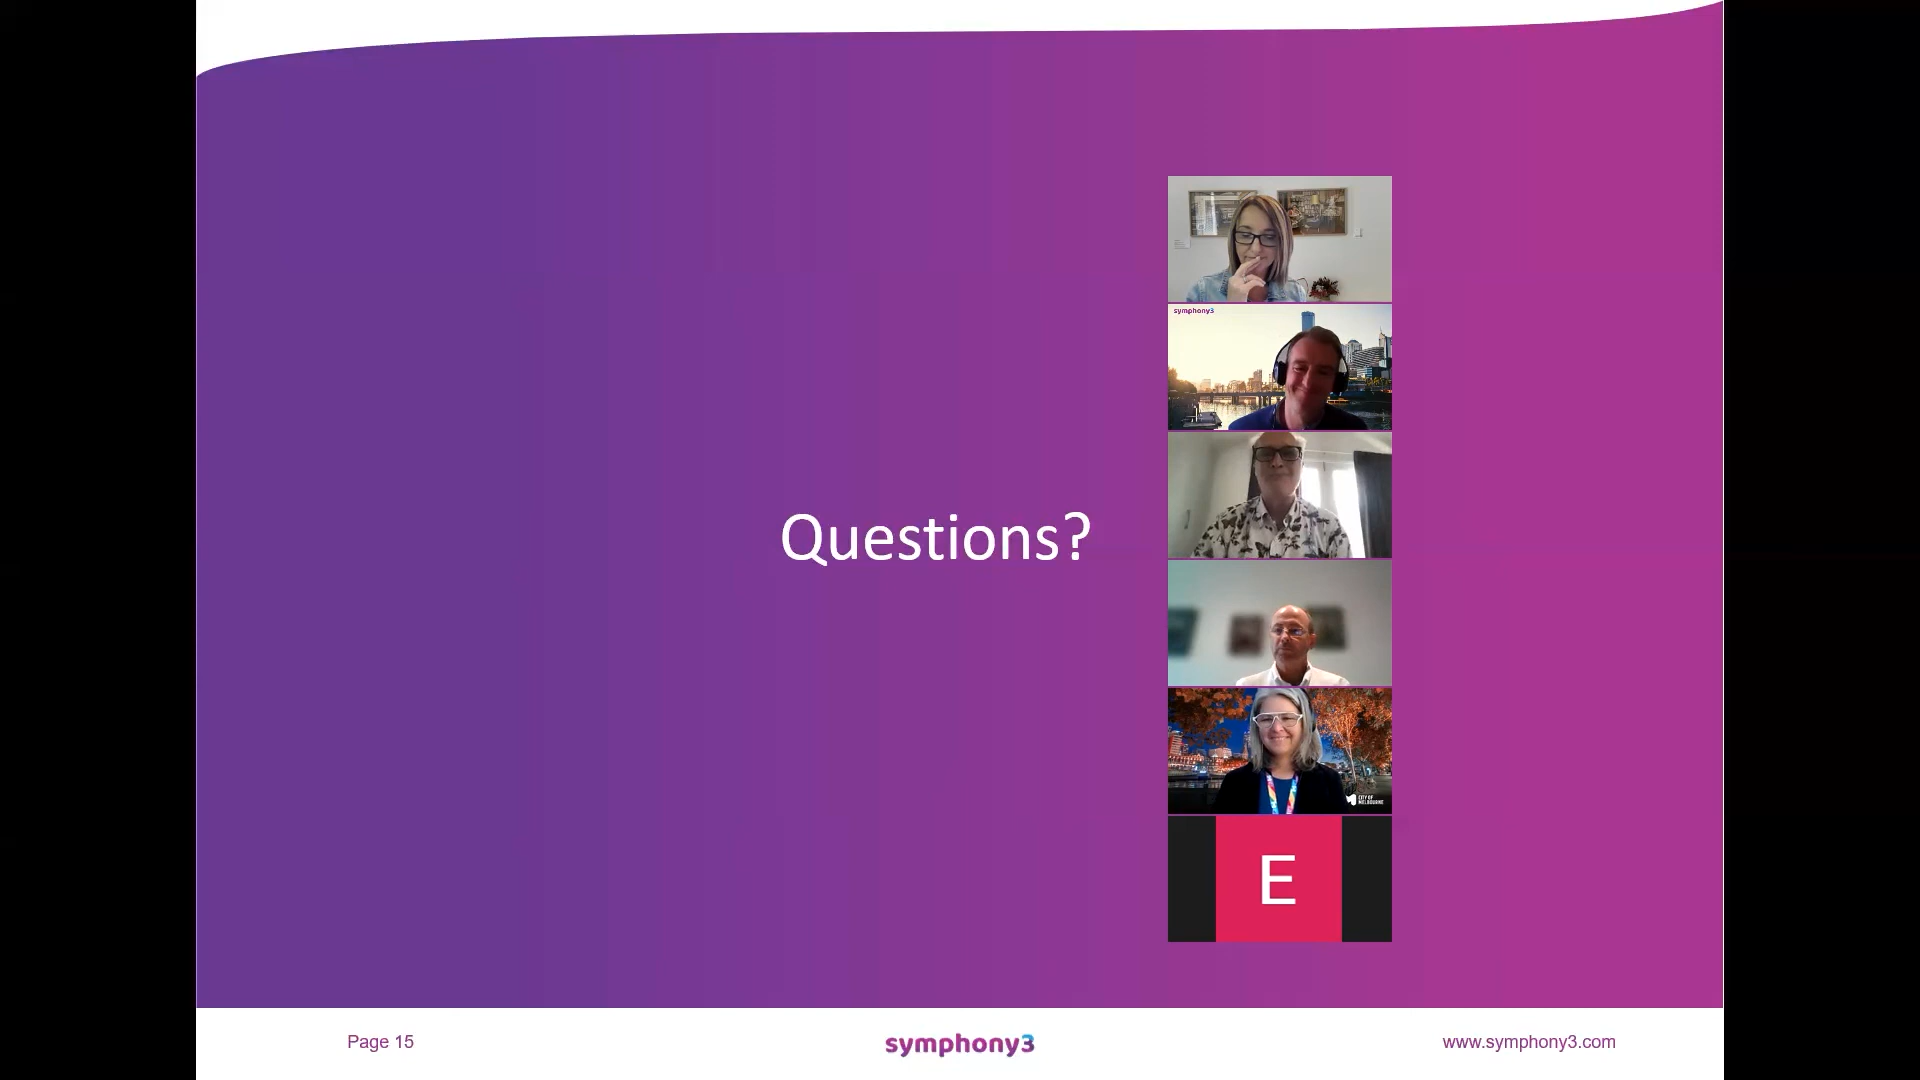 symphony3
Questions?
CITY OF
MELBOURNE
E
Page 15
symphony3
www.symphony3.com